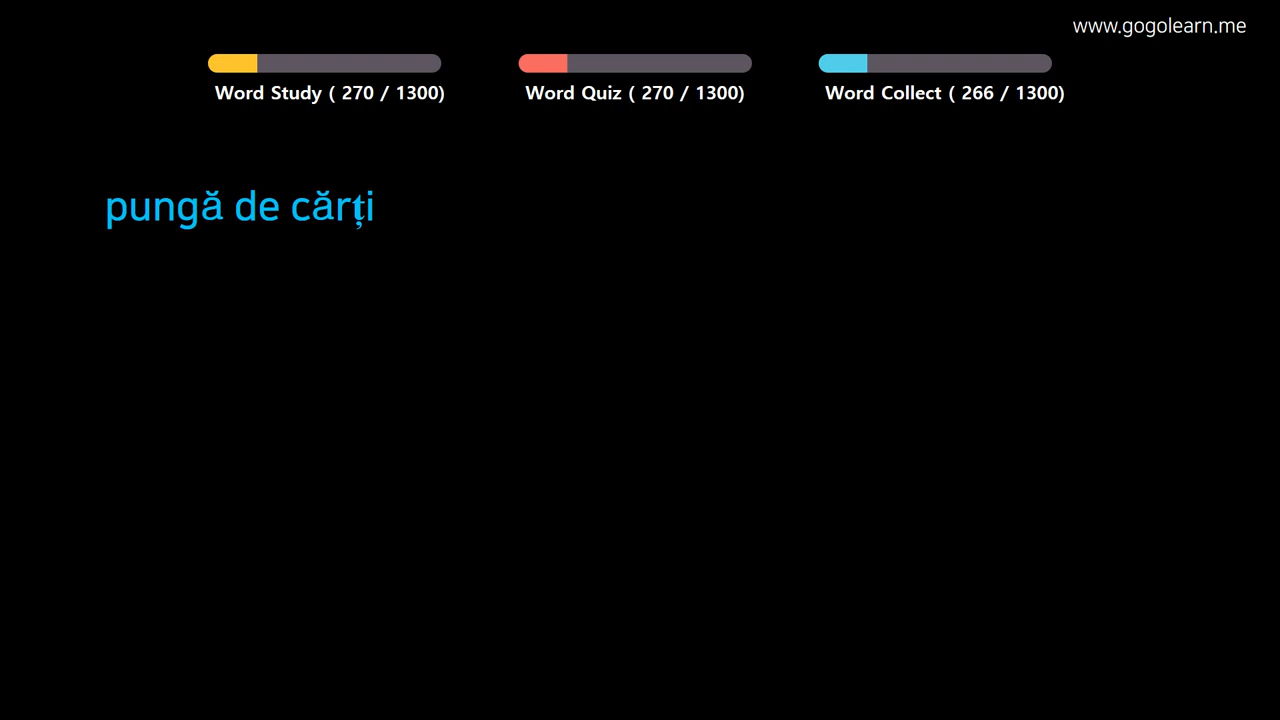 www.gogolearn.me
Word Study ( 270 / 1300)
Word Quiz ( 270 / 1300)
Word Collect ( 266 / 1300)
pungă de cărți